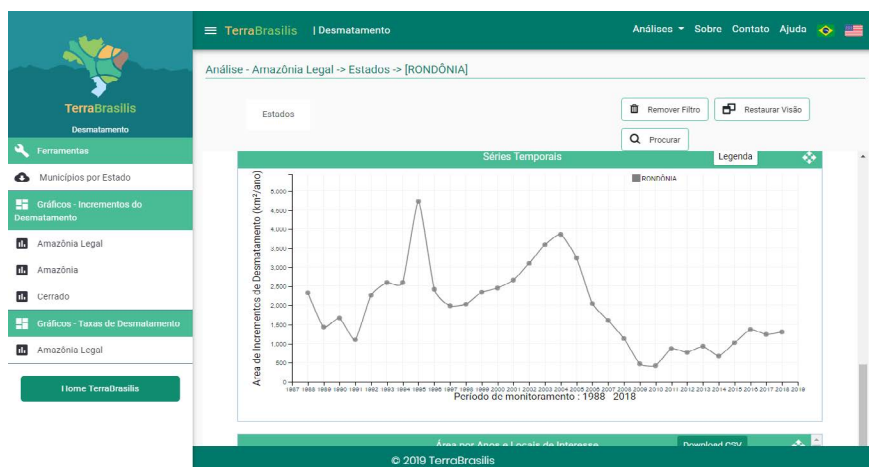 TerraBrasilis | Desmatamento
Análises Sobre Contato Ajuda
Análise - Amazônia Legal -> Estados -> [RONDÔNIA]
TerraBrasilis
Desmatamento
Ferramentas
Municípios por Estado
Gráficos - Incrementos do
Desmatamento
Amazônia Legal
Amazônia
Cerrado
Gráficos - Taxas de Desmatamento
Amazônia Legal
Home TerraBrasilis
Estados
Remover Filtro
Restaurar Visão
Procurar
Séries Temporais
Legenda
RONDÔNIA
Área de Incrementos de Desmatamento (km²/ano)
5.000
4.500
4.000
3.500
3.000
2.500
2.000
1.500
1.000
500
0
1987 1988 1989 1990 1991 1992 1993 1994 1995 1996 1997 1998 1999 2000 2001 2002 2003 2004 2005 2006 2007 2008 2009 2010 2011 2012 2013 2014 2015 2016 2017 2018 2019
Período de monitoramento : 1988 2018
Área por Anos e Locais de Interesse
Download CSV
© 2019 TerraBrasilis